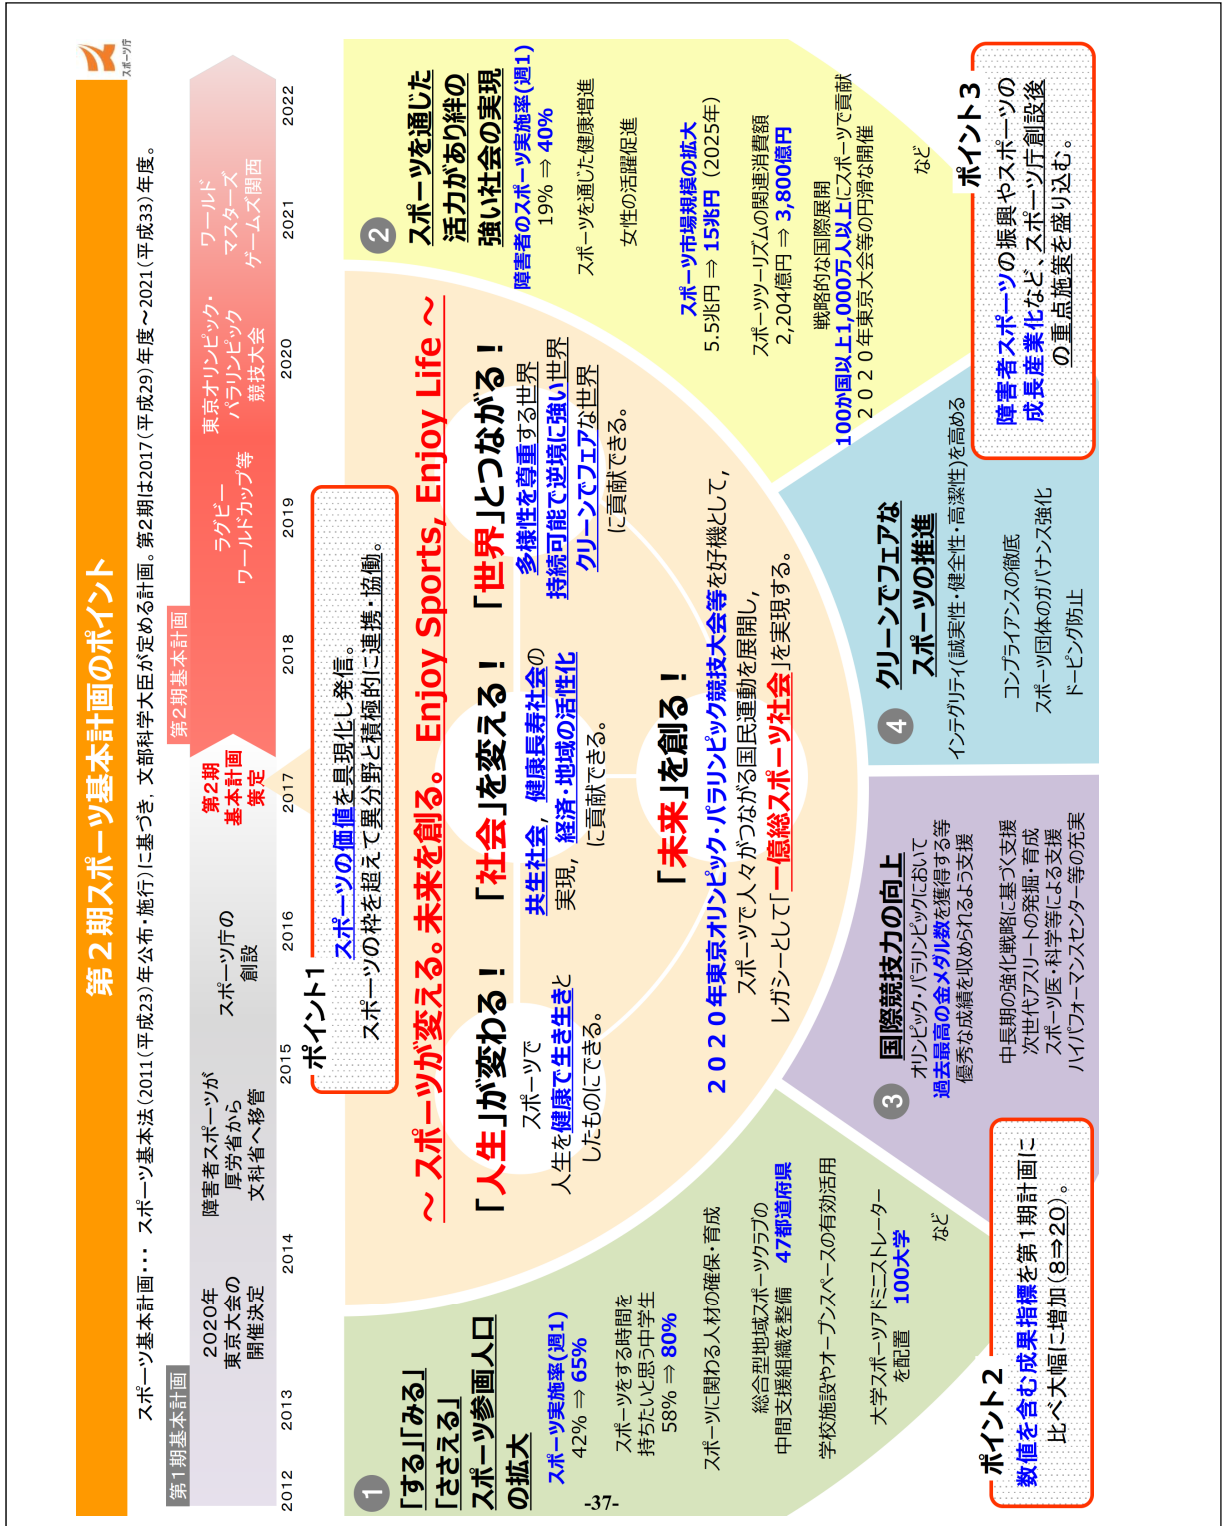 第２期スポーツ基本計画のポイント
スポーツ庁
スポーツ基本計画･･･ スポーツ基本法（2011（平成23）年公布・施行）に基づき，文部科学大臣が定める計画。第２期は2017（平成29）年度～2021（平成33）年度。
第１期基本計画
第２期基本計画
2020年
東京大会の
開催決定
障害者スポーツが
厚労省から
文科省へ移管
スポーツ庁の
創設
第２期
基本計画
策定
ラグビー
ワールドカップ等
東京オリンピック・
パラリンピック
競技大会
ワールド
マスターズ
ゲームズ関西
2012 2013 2014 2015 2016 2017 2018 2019 2020 2021 2022
ポイント１
スポーツの価値を具現化し発信。
スポーツの枠を超えて異分野と積極的に連携・協働。
～ スポーツが変える。未来を創る。 Enjoy Sports, Enjoy Life ～
「人生」が変わる！
スポーツで
人生を健康で生き生きと
したものにできる。
「社会」を変える！
共生社会，健康長寿社会の
実現，経済・地域の活性化
に貢献できる。
「世界」とつながる！
多様性を尊重する世界
持続可能で逆境に強い世界
クリーンでフェアな世界
に貢献できる。
「未来」を創る！
２０２０年東京オリンピック・パラリンピック競技大会等を好機として，
スポーツで人々がつながる国民運動を展開し，
レガシーとして「一億総スポーツ社会」を実現する。
1
「する」「みる」
「ささえる」
スポーツ参画人口
の拡大
スポーツ実施率(週1)
42% ⇒ 65%
スポーツをする時間を
持ちたいと思う中学生
58% ⇒ 80%
スポーツに関わる人材の確保・育成
総合型地域スポーツクラブの
中間支援組織を整備 47都道府県
学校施設やオープンスペースの有効活用
大学スポーツアドミニストレーター
を配置 100大学
など
2
スポーツを通じた
活力があり絆の
強い社会の実現
障害者のスポーツ実施率(週1)
19% ⇒ 40%
スポーツを通じた健康増進
女性の活躍促進
スポーツ市場規模の拡大
5.5兆円 ⇒ 15兆円（2025年）
スポーツツーリズムの関連消費額
2,204億円 ⇒ 3,800億円
戦略的な国際展開
100か国以上1,000万人以上にスポーツで貢献
２０２０年東京大会等の円滑な開催
など
3
国際競技力の向上
オリンピック・パラリンピックにおいて
過去最高の金メダル数を獲得する等
優秀な成績を収められるよう支援
中長期の強化戦略に基づく支援
次世代アスリートの発掘・育成
スポーツ医・科学等による支援
ハイパフォーマンスセンター等の充実
4
クリーンでフェアな
スポーツの推進
インテグリティ(誠実性・健全性・高潔性)を高める
コンプライアンスの徹底
スポーツ団体のガバナンス強化
ドーピング防止
ポイント２
数値を含む成果指標を第１期計画に
比べ大幅に増加（8⇒20）。
ポイント３
障害者スポーツの振興やスポーツの
成長産業化など、スポーツ庁創設後
の重点施策を盛り込む。
-37-